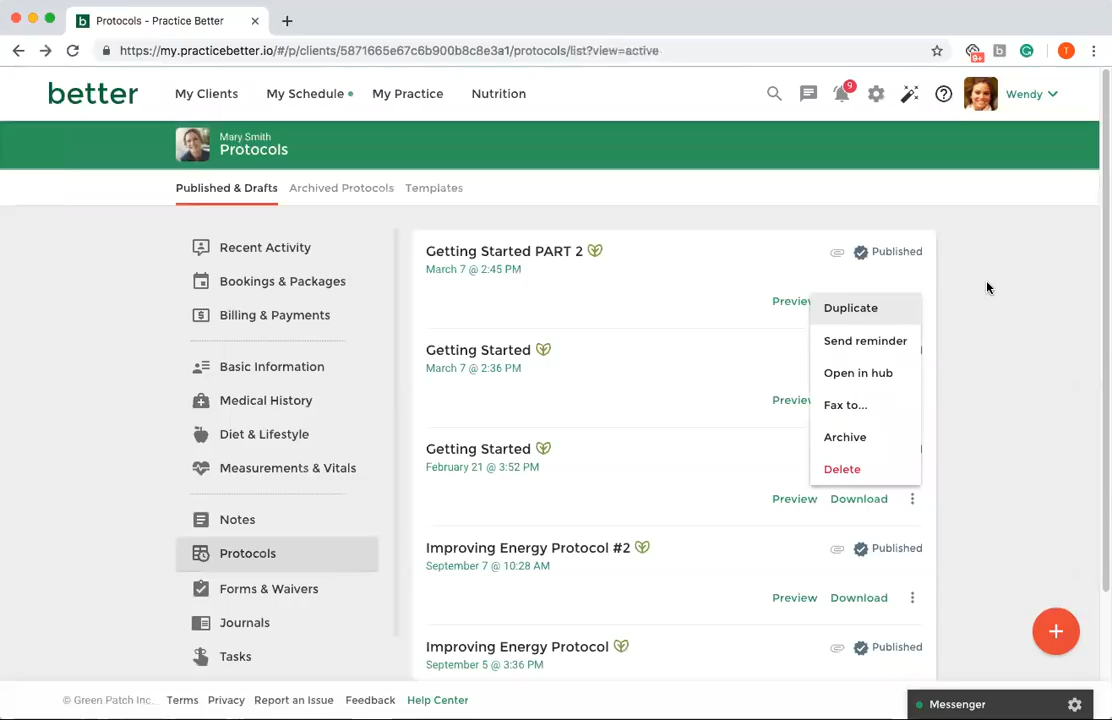 Protocols - Practice Better
https://my.practicebetter.io/#/p/clients/5871665e67c6b900b8c8e3a1/protocols/list?view=active
9+
T
better
My Clients
My Schedule
My Practice
Nutrition
9
Wendy
Mary Smith
Protocols
Published & Drafts
Archived Protocols
Templates
Recent Activity
Bookings & Packages
Billing & Payments
Basic Information
Medical History
Diet & Lifestyle
Measurements & Vitals
Notes
Protocols
Forms & Waivers
Journals
Tasks
Getting Started PART 2
Published
March 7 @ 2:45 PM
Preview
Getting Started
March 7 @ 2:36 PM
Preview
Getting Started
February 21 @ 3:52 PM
Preview
Download
Improving Energy Protocol #2
Published
September 7 @ 10:28 AM
Preview
Download
Improving Energy Protocol
Published
September 5 @ 3:36 PM
Duplicate
Send reminder
Open in hub
Fax to...
Archive
Delete
© Green Patch Inc.
Terms
Privacy
Report an Issue
Feedback
Help Center
Messenger